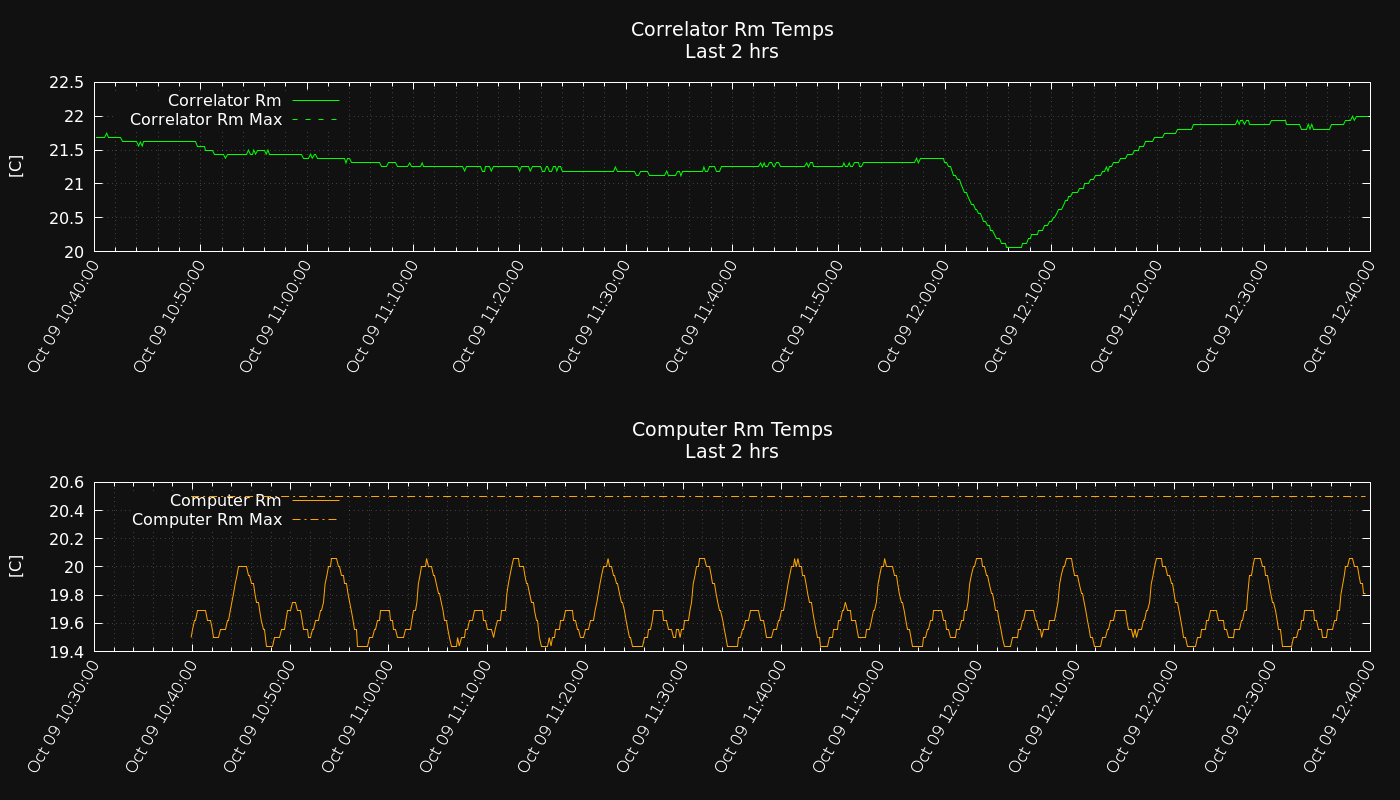 Correlator Rm Temps
Last 2 hrs
[C]
22.5
22
21.5
21
20.5
20
Correlator Rm
Correlator Rm Max
Oct 09 10:40:00
Oct 09 10:50:00
Oct 09 11:00:00
Oct 09 11:10:00
Oct 09 11:20:00
Oct 09 11:30:00
Oct 09 11:40:00
Oct 09 11:50:00
Oct 09 12:00:00
Oct 09 12:10:00
Oct 09 12:20:00
Oct 09 12:30:00
Oct 09 12:40:00
Computer Rm Temps
Last 2 hrs
[C]
20.6
20.4
20.2
20
19.8
19.6
19.4
Computer Rm
Computer Rm Max
Oct 09 10:30:00
Oct 09 10:40:00
Oct 09 10:50:00
Oct 09 11:00:00
Oct 09 11:10:00
Oct 09 11:20:00
Oct 09 11:30:00
Oct 09 11:40:00
Oct 09 11:50:00
Oct 09 12:00:00
Oct 09 12:10:00
Oct 09 12:20:00
Oct 09 12:30:00
Oct 09 12:40:00